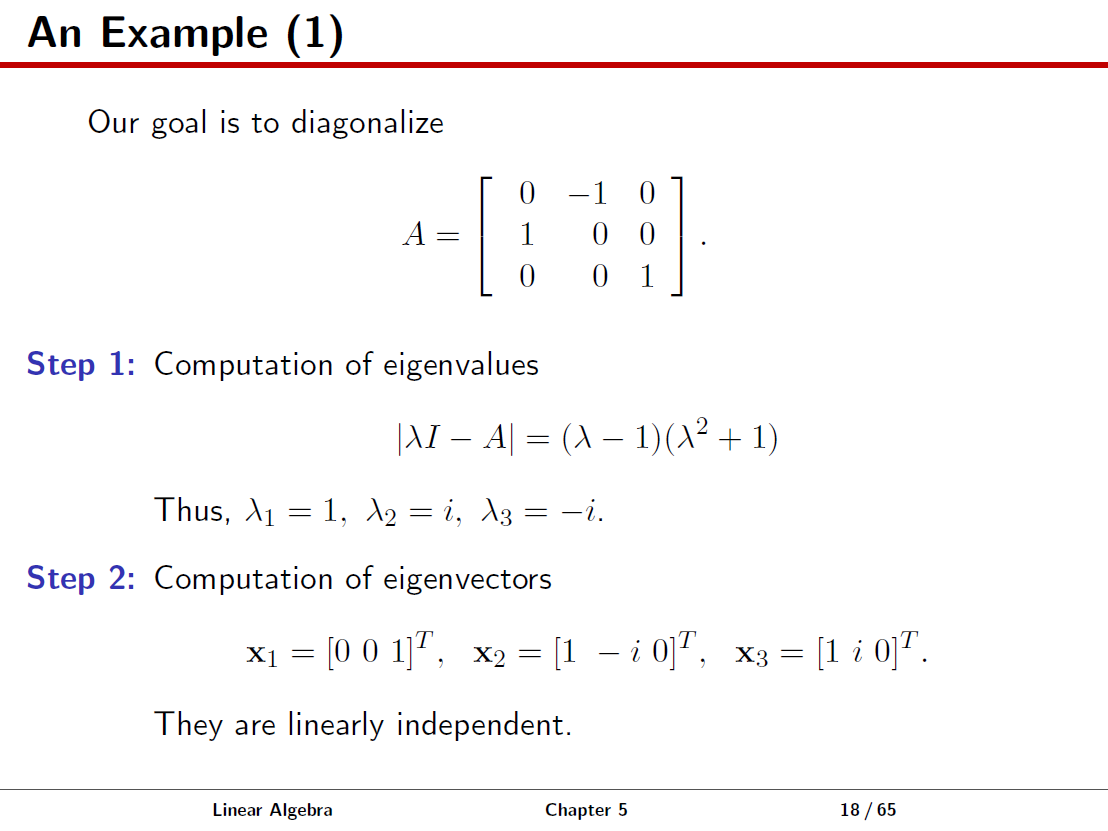 An Example (1)
Our goal is to diagonalize
A = [ 0 −1 0
1 0 0
0 0 1 ] .
Step 1: Computation of eigenvalues
|λI − A| = (λ − 1)(λ² + 1)
Thus, λ₁ = 1, λ₂ = i, λ₃ = −i.
Step 2: Computation of eigenvectors
x₁ = [0 0 1]ᵀ, x₂ = [1 − i 0]ᵀ, x₃ = [1 i 0]ᵀ.
They are linearly independent.
Linear Algebra Chapter 5 18 / 65